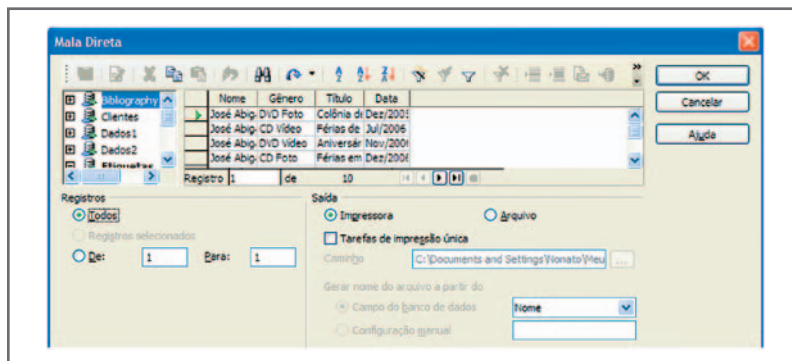 Mala Direta
OK
Cancelar
Ajuda
Bibliography
Clientes
Dados1
Dados2
Etiquetas
Nome Gênero Título Data
José Abig. DVD Foto Colônia d Dez/2005
José Abig. CD Vídeo Férias de Jul/2006
José Abig. DVD Vídeo Aniversár Nov/200
José Abig. CD Foto Férias em Dez/200
Registro 1 de 10
Registros
Todos
Registros selecionados
De: 1 Para: 1
Saída
Impressora Arquivo
Tarefas de impressão única
Caminho C:\Documents and Settings\Nonato\Meu ...
Gerar nome do arquivo a partir do
Campo do banco de dados Nome
Configuração manual